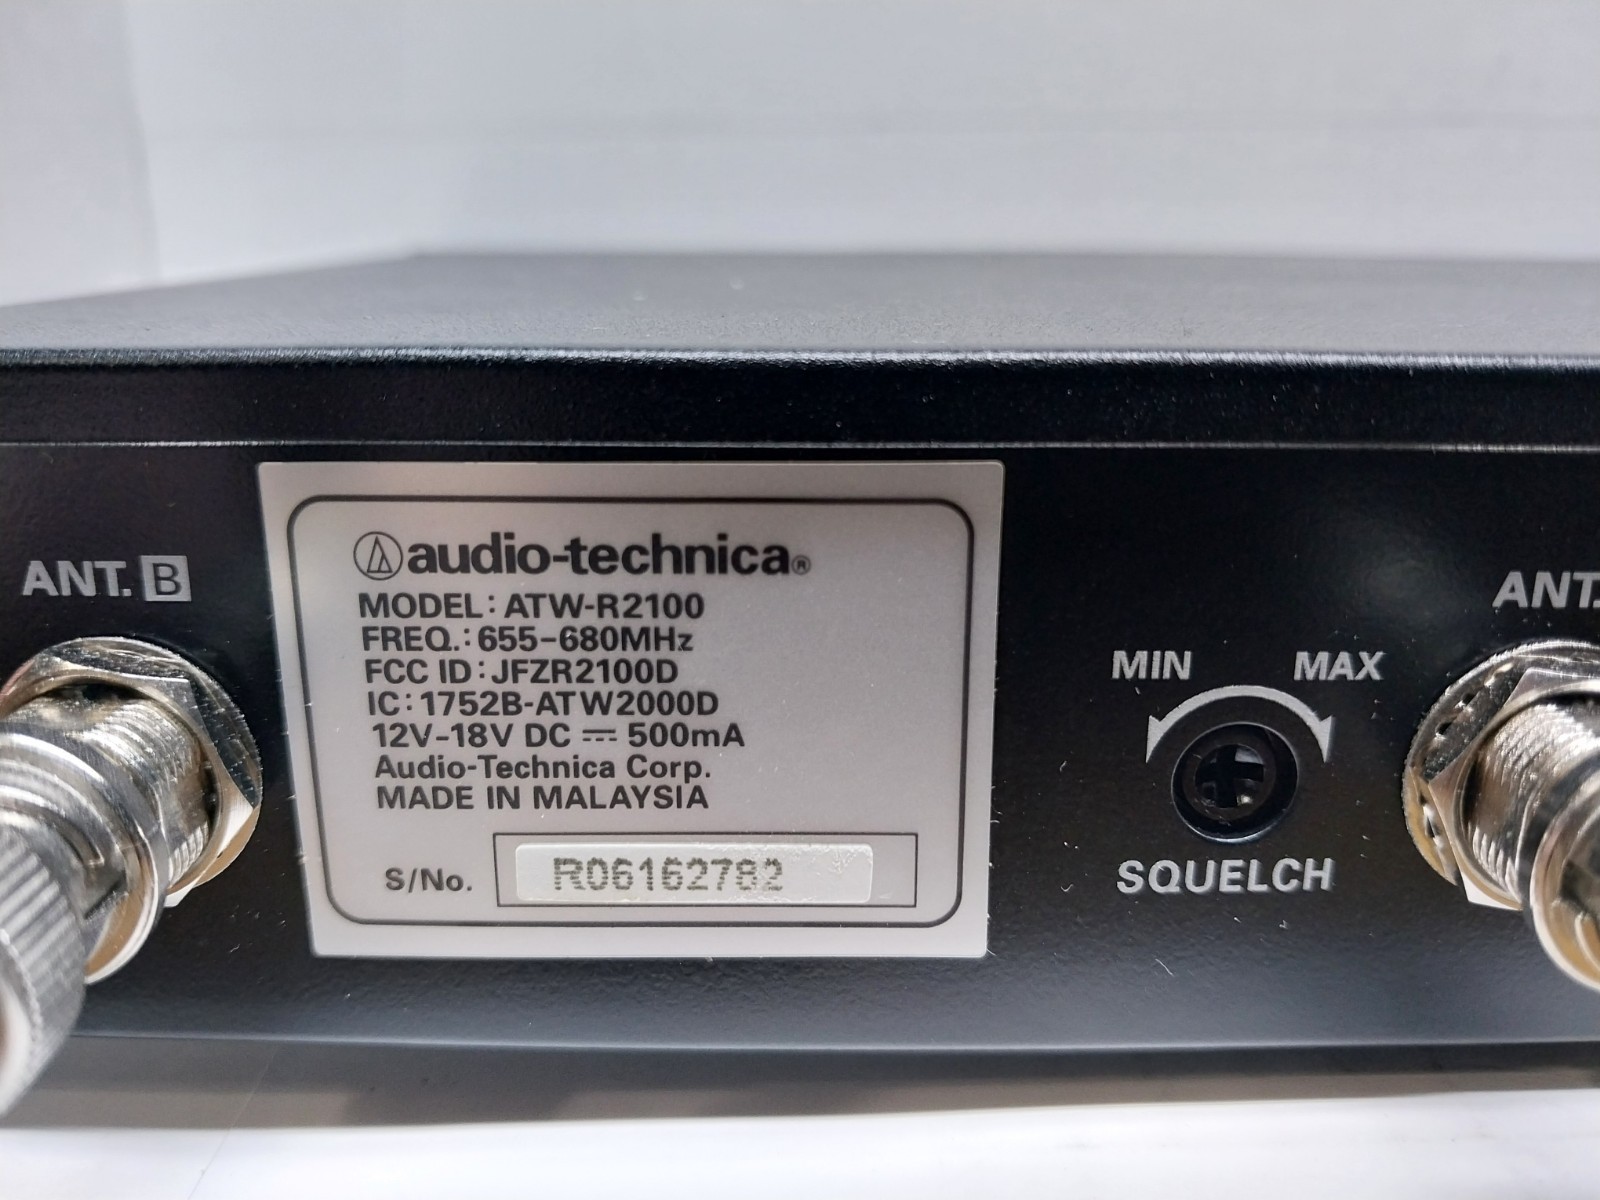 ANT. B
audio-technica®
MODEL: ATW-R2100
FREQ.: 655-680MHz
FCC ID: JFZR2100D
IC: 1752B-ATW2000D
12V-18V DC ⎓ 500mA
Audio-Technica Corp.
MADE IN MALAYSIA
S/No. R06162782
MIN MAX
SQUELCH
ANT.